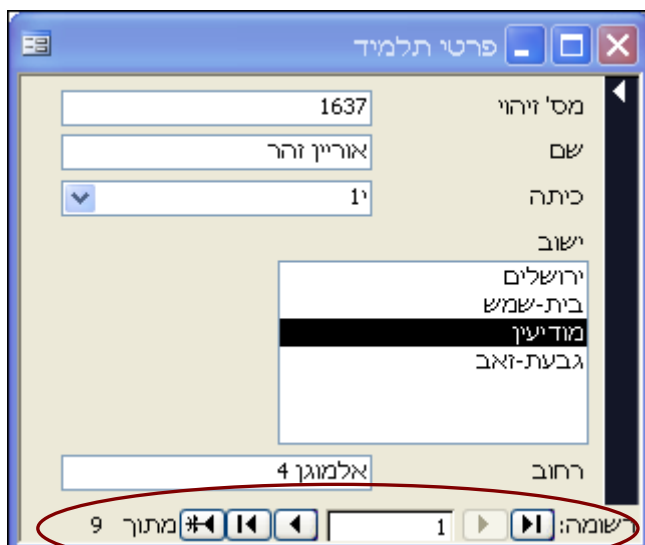 פרטי תלמיד
מס' זיהוי 1637
שם אוריין זהר
כיתה י1
ישוב
ירושלים
בית-שמש
מודיעין
גבעת-זאב
רחוב אלמוגן 4
רשומה: 1 מתוך 9